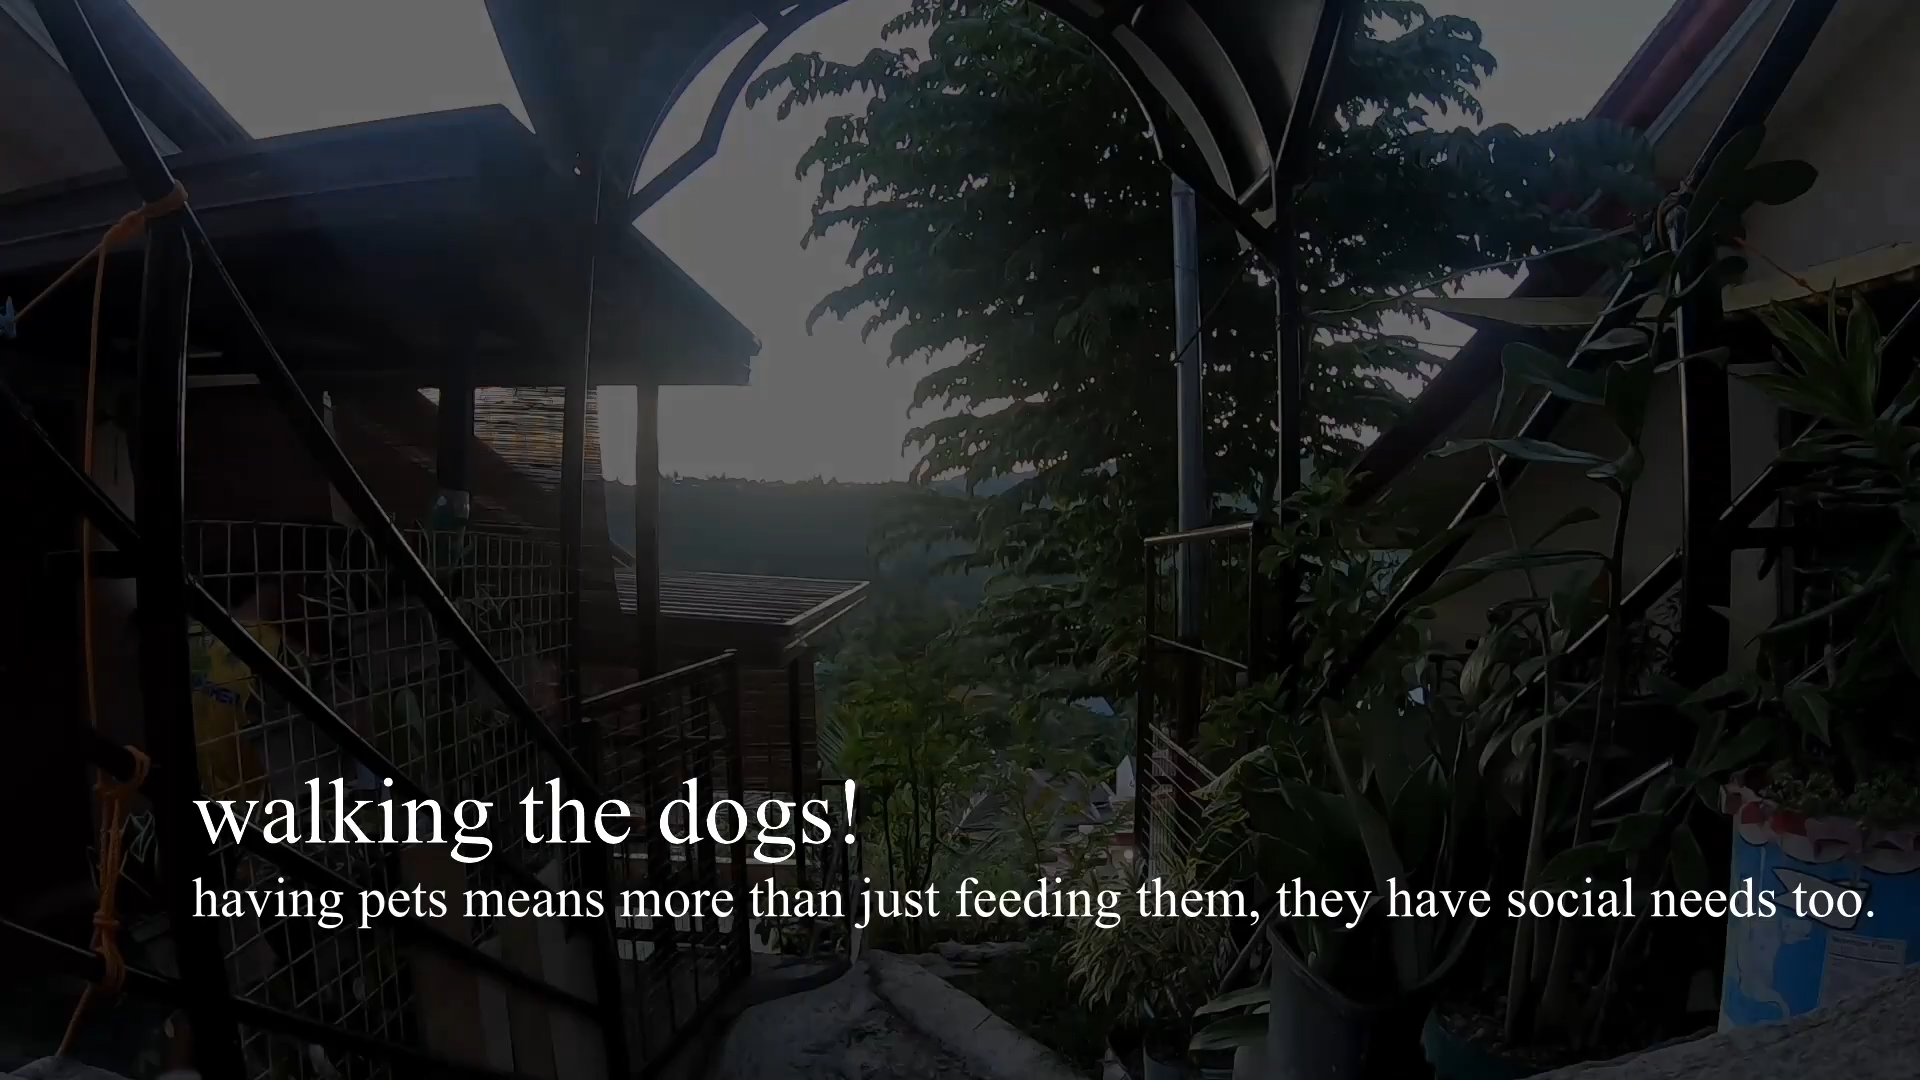 walking the dogs!
having pets means more than just feeding them, they have social needs too.